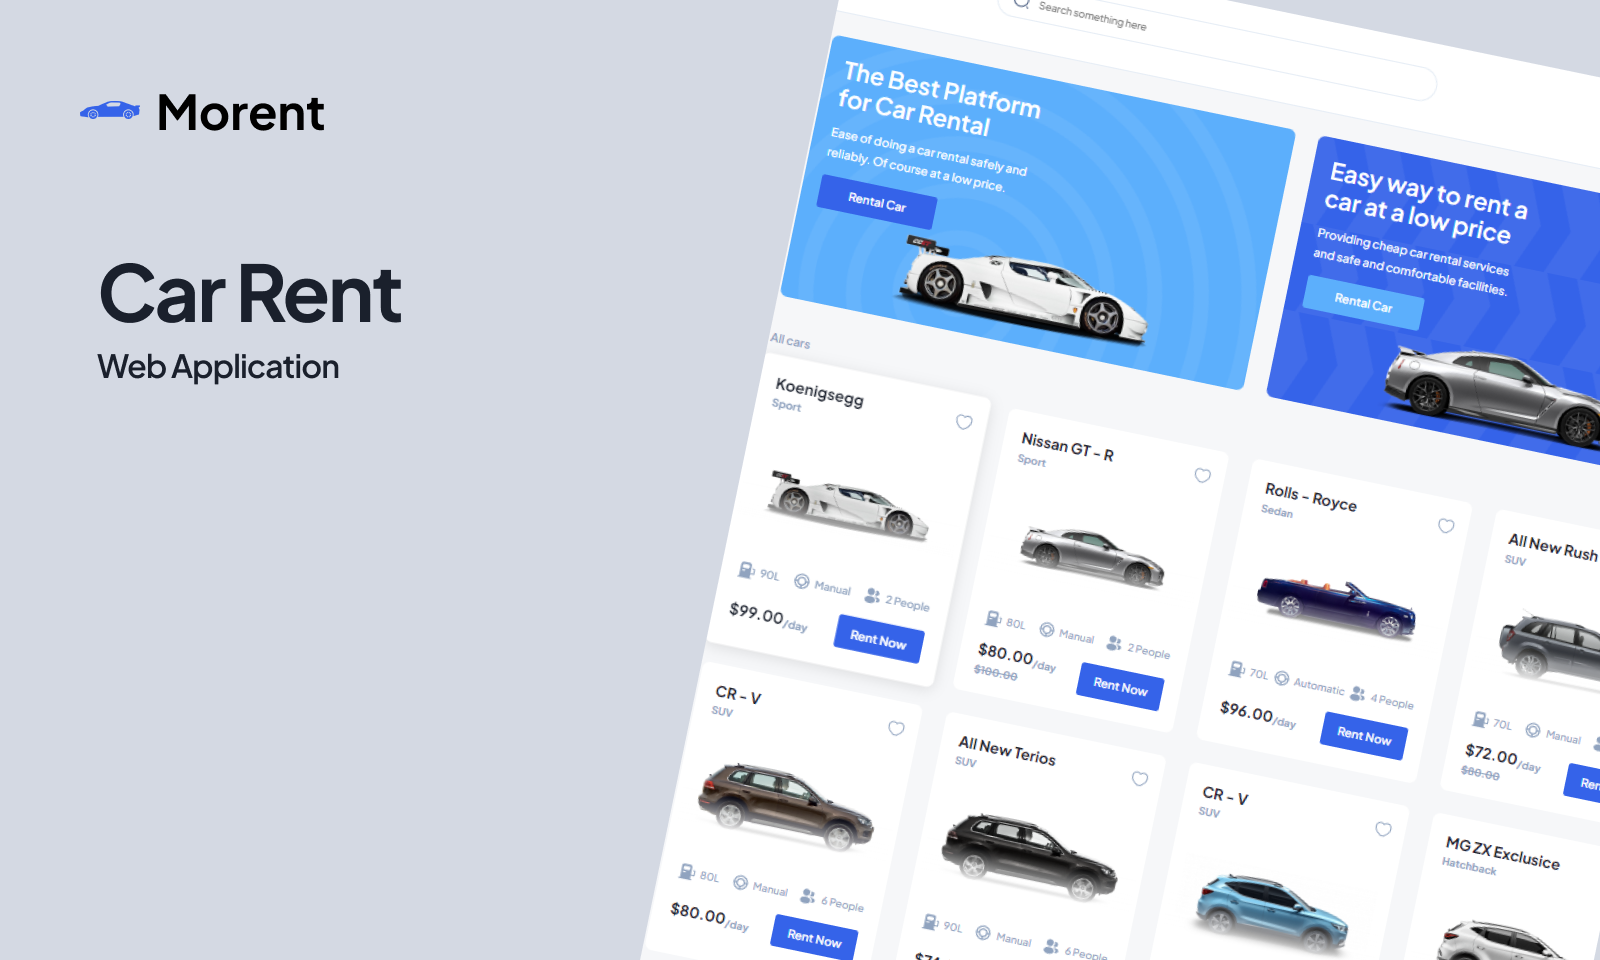 Morent
Car Rent
Web Application
Search something here
The Best Platform
for Car Rental
Ease of doing a car rental safely and
reliably. Of course at a low price.
Rental Car
Easy way to rent a
car at a low price
Providing cheap car rental services
and safe and comfortable facilities.
Rental Car
All cars
Koenigsegg
Sport
90L Manual 2 People
$99.00/day
Rent Now
Nissan GT - R
Sport
80L Manual 2 People
$80.00/day
$100.00
Rent Now
Rolls - Royce
Sedan
70L Automatic 4 People
$96.00/day
Rent Now
All New Rush
SUV
70L Manual
$72.00/day
$80.00
CR - V
SUV
80L Manual 6 People
$80.00/day
Rent Now
All New Terios
SUV
90L Manual 6 People
CR - V
SUV
MG ZX Exclusice
Hatchback